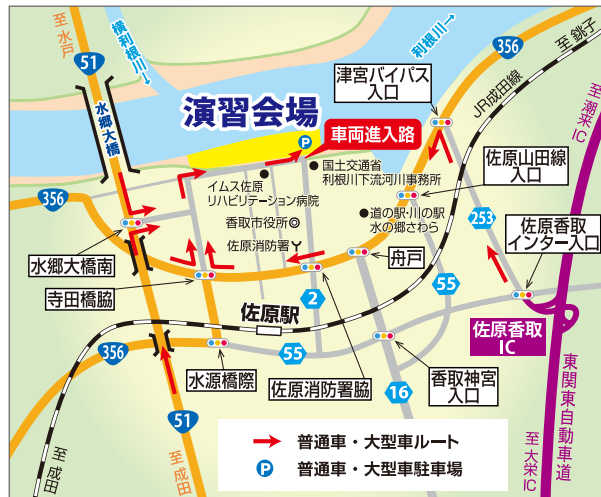 至水戸
横利根川
利根川
356
至銚子
51
JR成田線
津宮バイパス
入口
至潮来IC
水郷大橋
演習会場
P
車両進入路
佐原山田線
入口
イムス佐原
リハビリテーション病院
国土交通省
利根川下流河川事務所
356
香取市役所
道の駅・川の駅
水の郷さわら
253
佐原香取
インター入口
佐原消防署
水郷大橋南
舟戸
寺田橋脇
2
55
佐原駅
佐原香取
IC
356
水源橋際
55
佐原消防署脇
香取神宮
入口
16
東関東自動車道
51
至成田
至成田
至大栄IC
普通車・大型車ルート
P 普通車・大型車駐車場